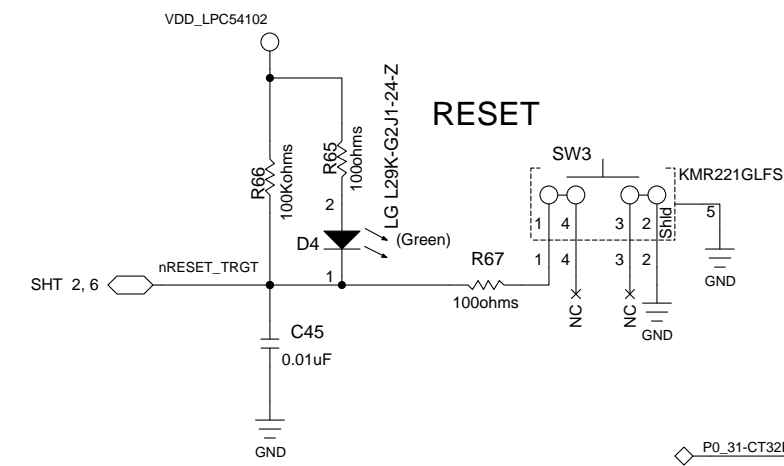 VDD_LPC54102
RESET
LG L29K-G2J1-24-Z
R66
100Kohms
R65
100ohms
2
D4
(Green)
1
SW3
KMR221GLFS
1
4
3
2
Shld
5
1
4
3
2
GND
NC
NC
GND
R67
100ohms
SHT 2, 6
nRESET_TRGT
C45
0.01uF
GND